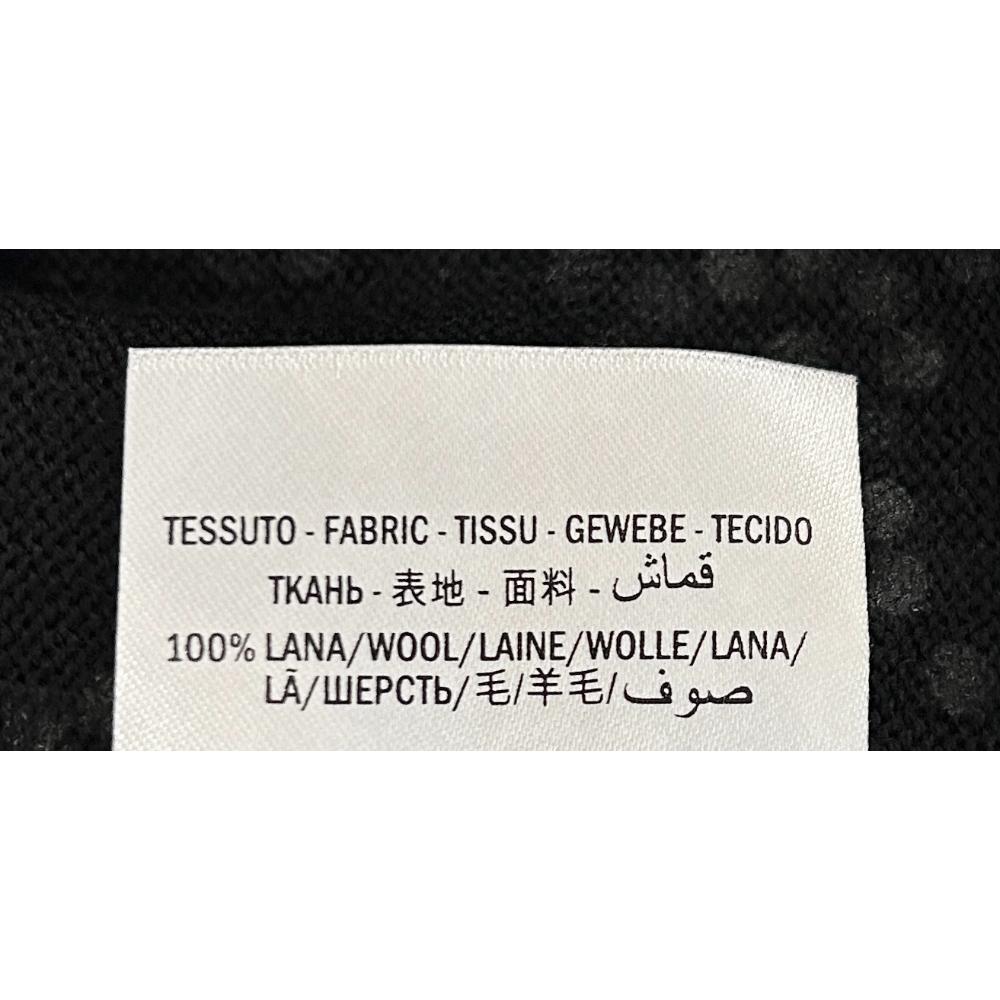 TESSUTO - FABRIC - TISSU - GEWEBE - TECIDO
ТКАНЬ - 表地 - 面料 - قماش
100% LANA/WOOL/LAINE/WOLLE/LANA/
LÃ/ШЕРСТЬ/毛/羊毛/صوف